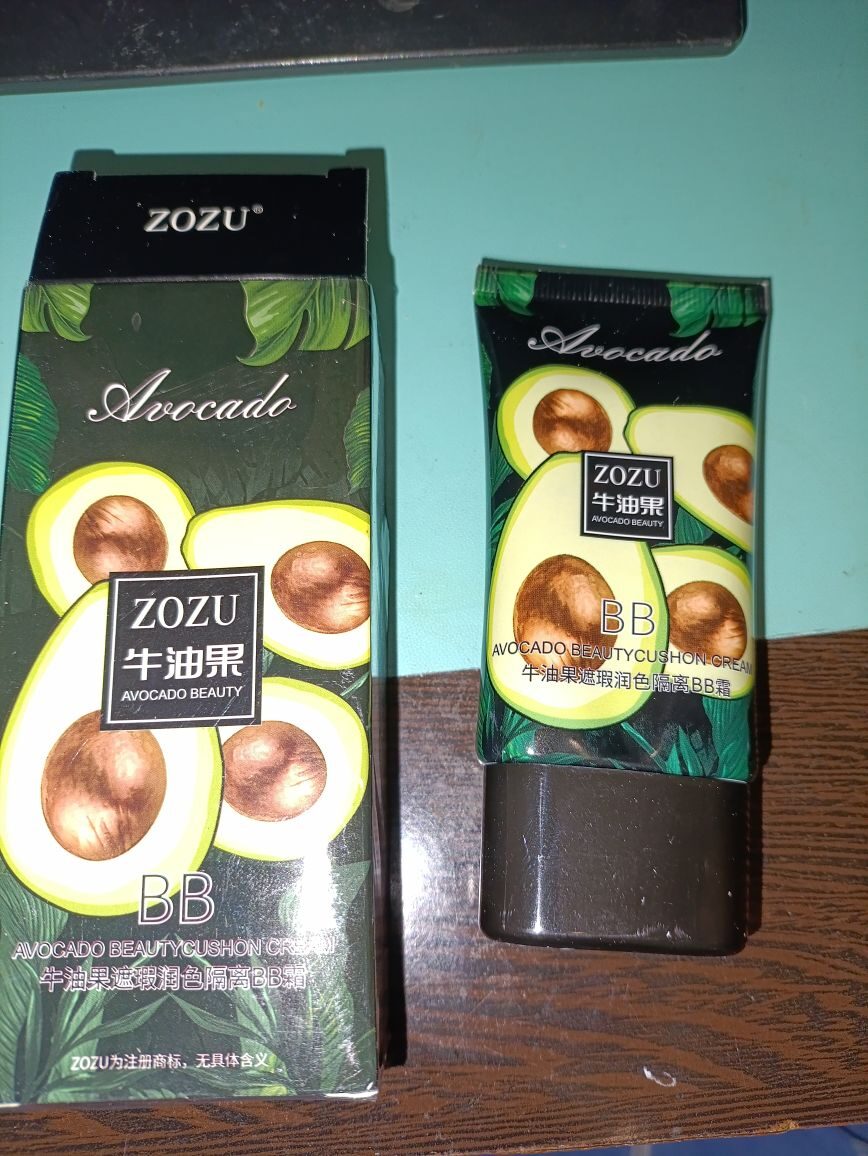 ZOZU®
Avocado
ZOZU
牛油果
AVOCADO BEAUTY
BB
AVOCADO BEAUTYCUSHON CREAM
牛油果遮瑕润色隔离BB霜
ZOZU为注册商标，无具体含义
Avocado
ZOZU
牛油果
AVOCADO BEAUTY
BB
AVOCADO BEAUTYCUSHON CREAM
牛油果遮瑕润色隔离BB霜